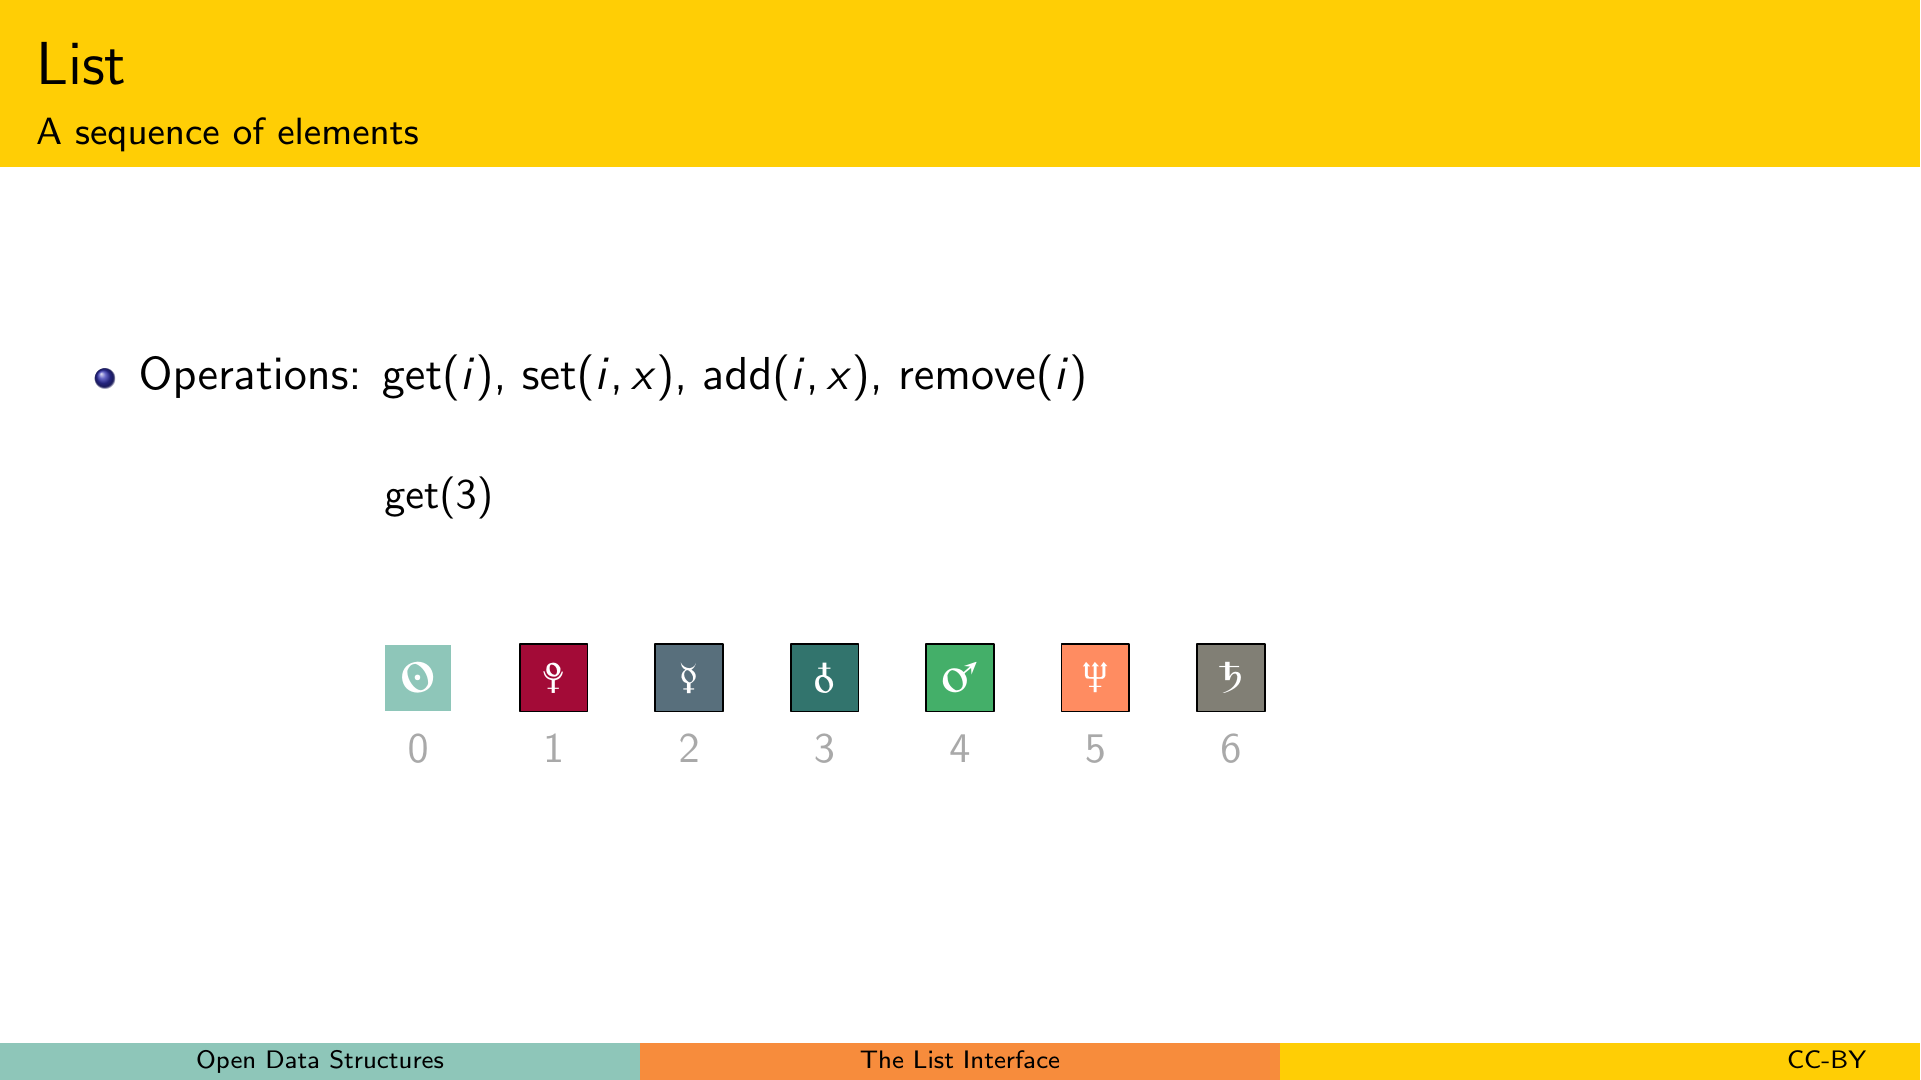 List
A sequence of elements
Operations: get(i), set(i, x), add(i, x), remove(i)
get(3)
☉ ♇ ☿ ♁ ♂ ♆ ♄
0 1 2 3 4 5 6
Open Data Structures The List Interface CC-BY